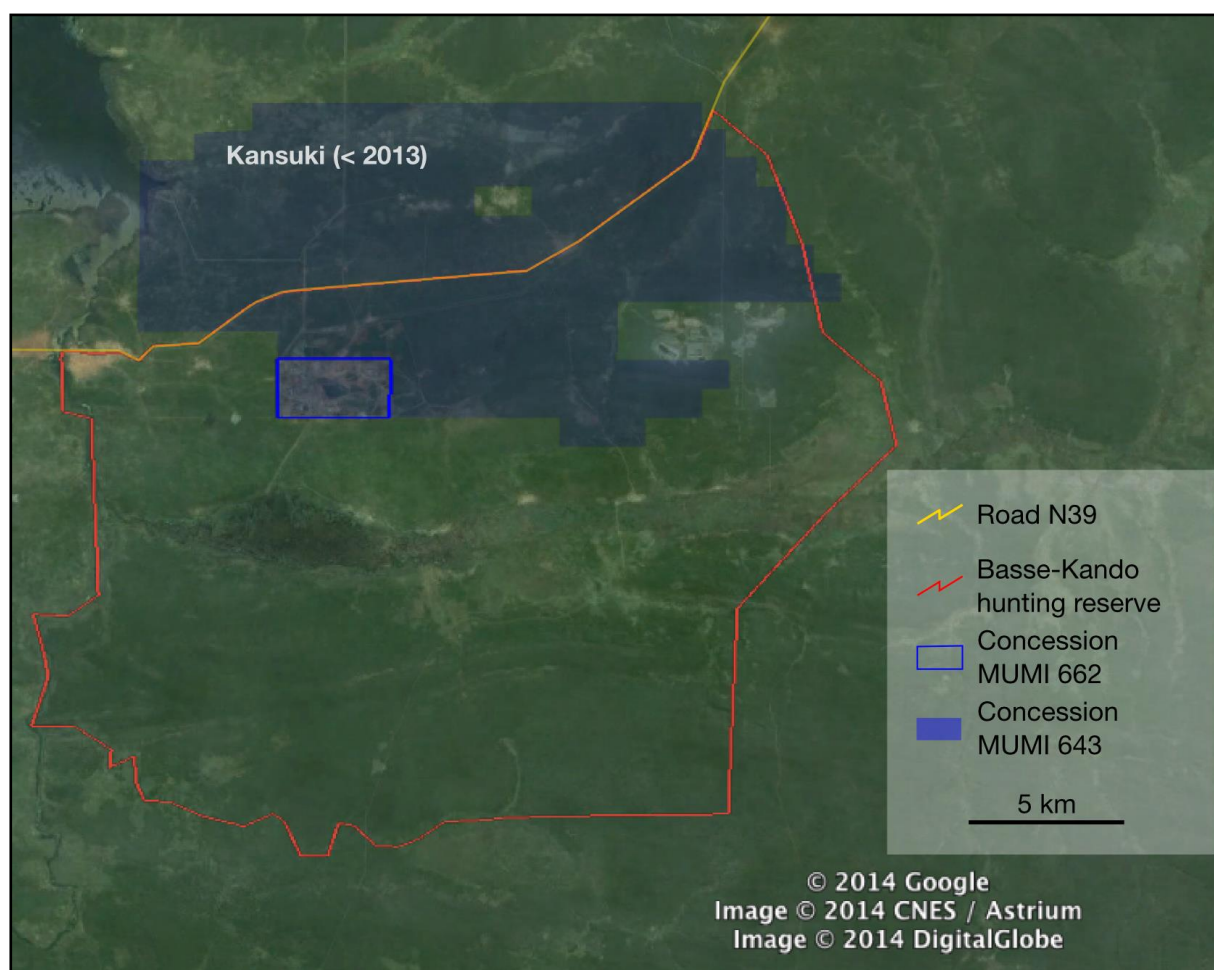 Kansuki (< 2013)
Road N39
Basse-Kando
hunting reserve
Concession
MUMI 662
Concession
MUMI 643
5 km
© 2014 Google
Image © 2014 CNES / Astrium
Image © 2014 DigitalGlobe